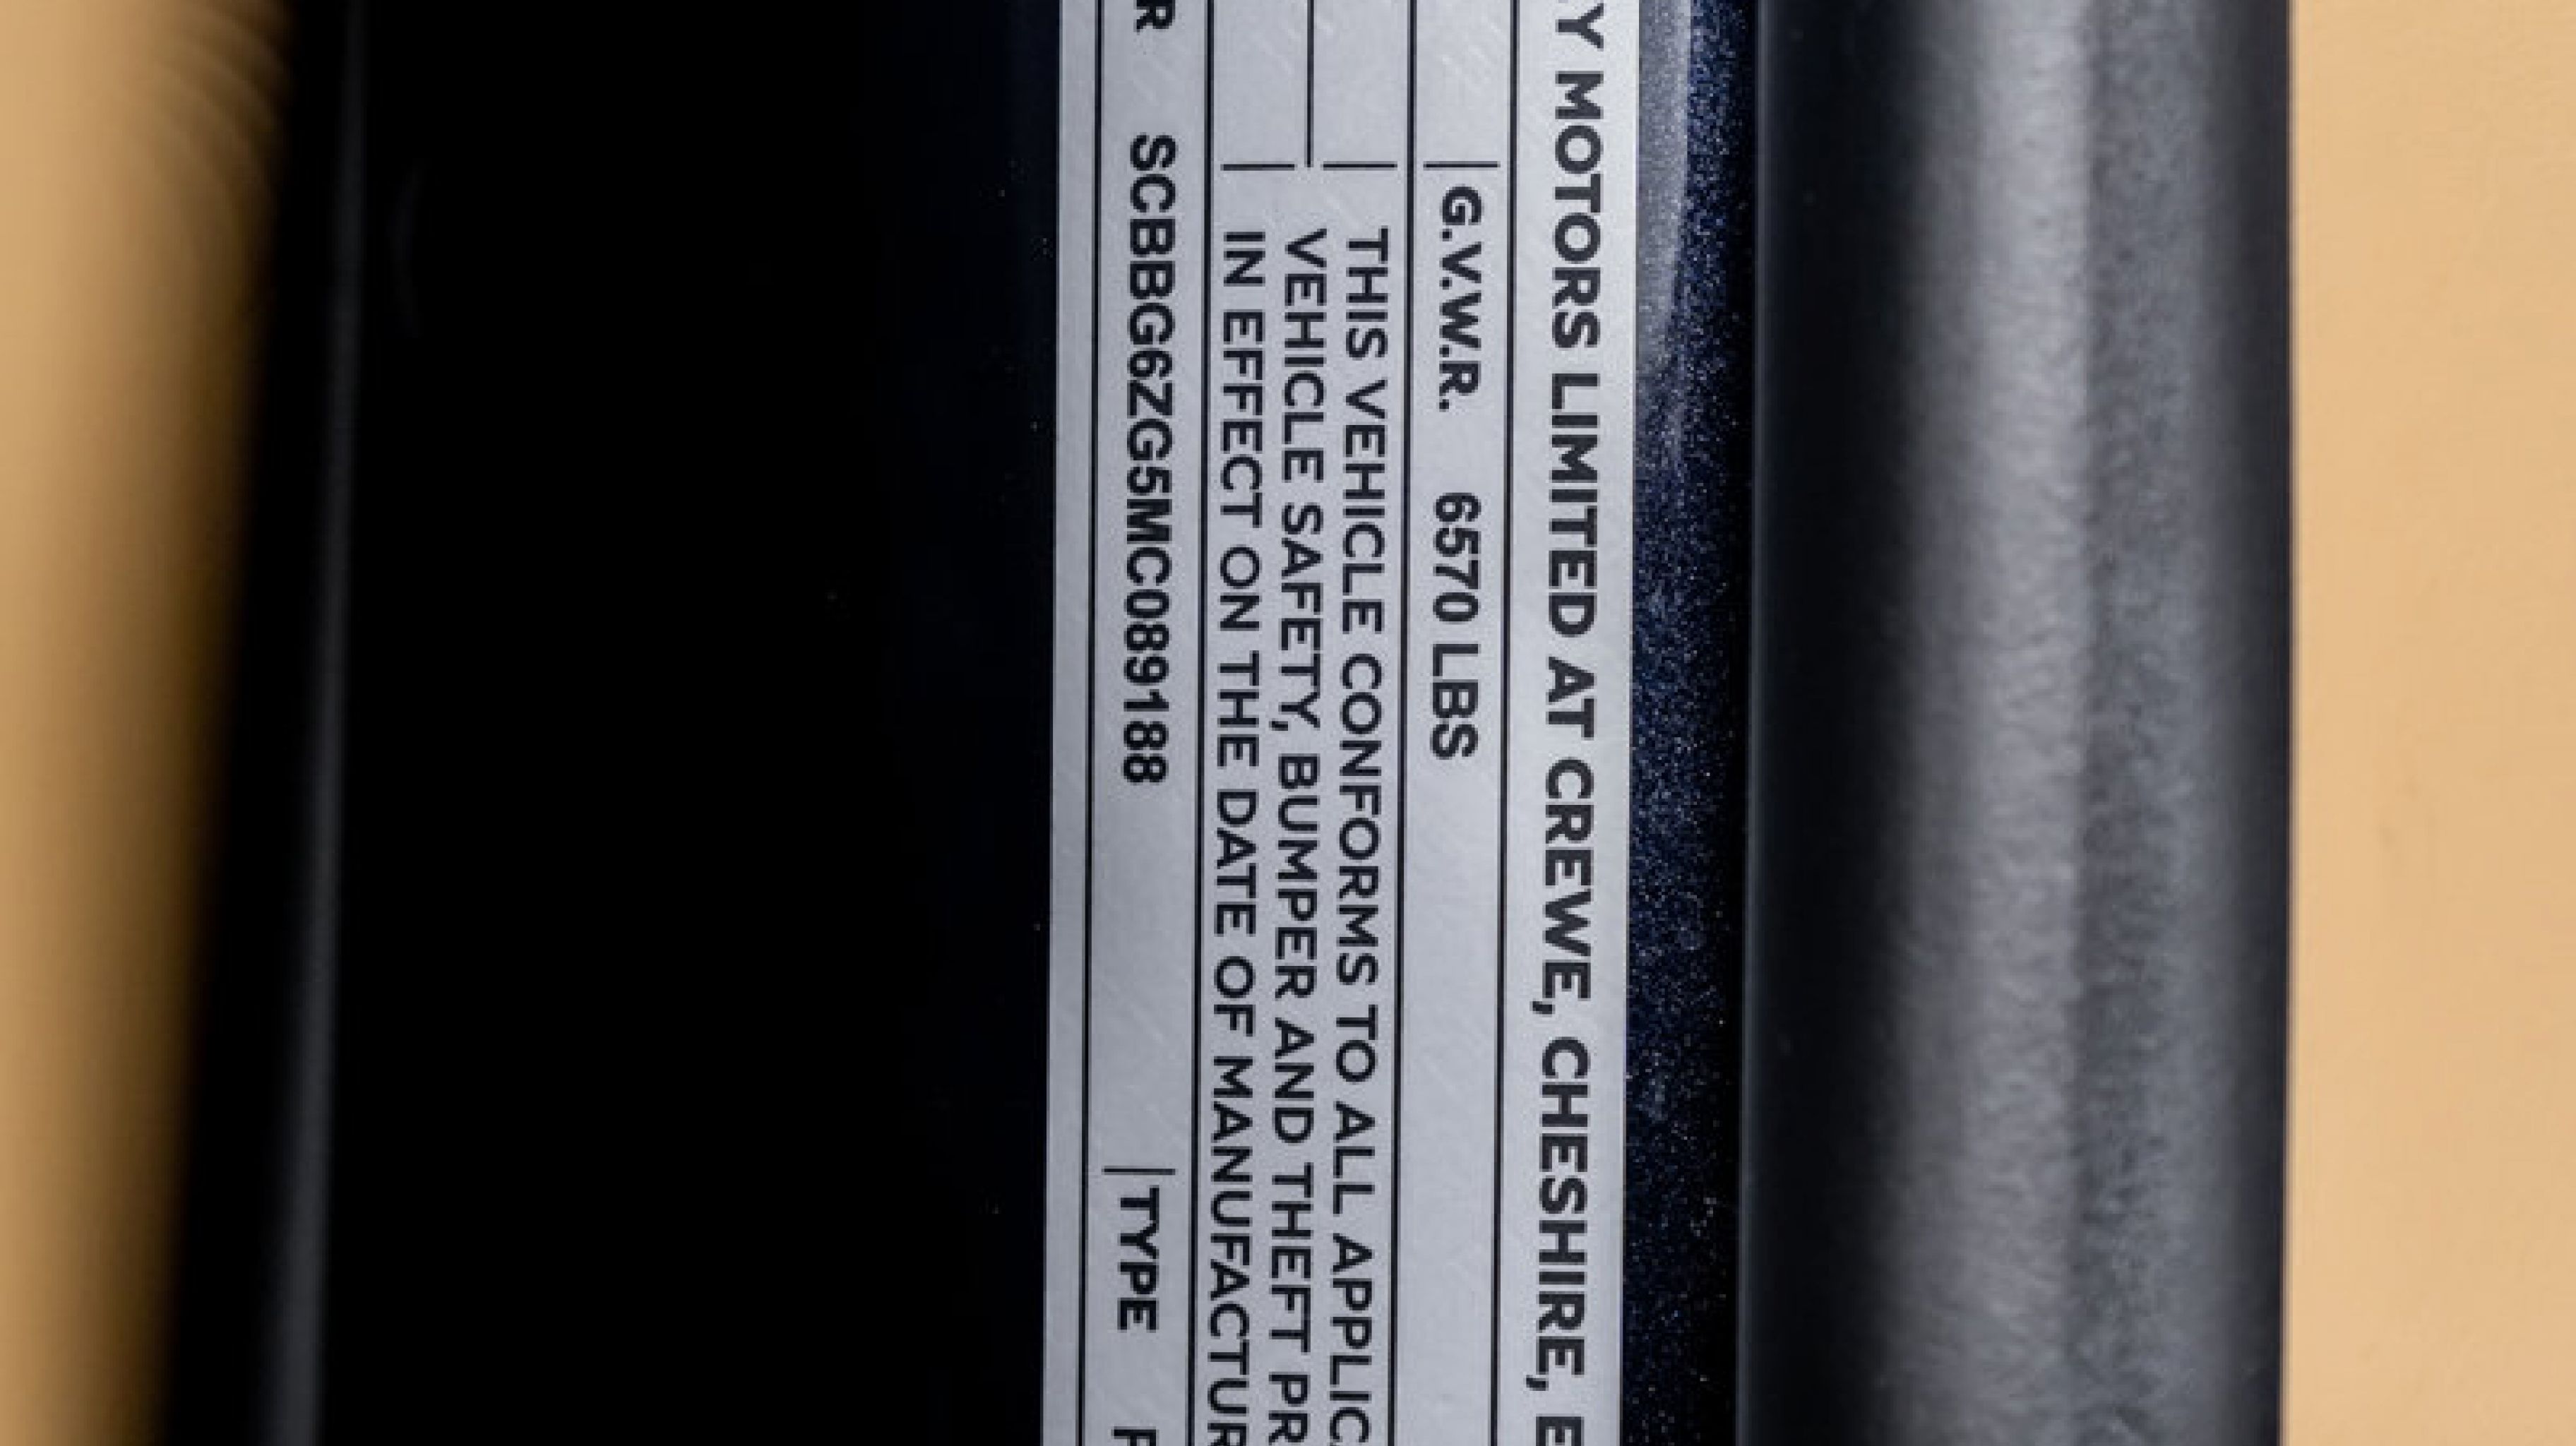 Y MOTORS LIMITED AT CREWE, CHESHIRE, E
G.V.W.R. 6570 LBS
THIS VEHICLE CONFORMS TO ALL APPLIC
VEHICLE SAFETY, BUMPER AND THEFT PR
IN EFFECT ON THE DATE OF MANUFACTUR
R SCBBG6ZG5MC089188 TYPE